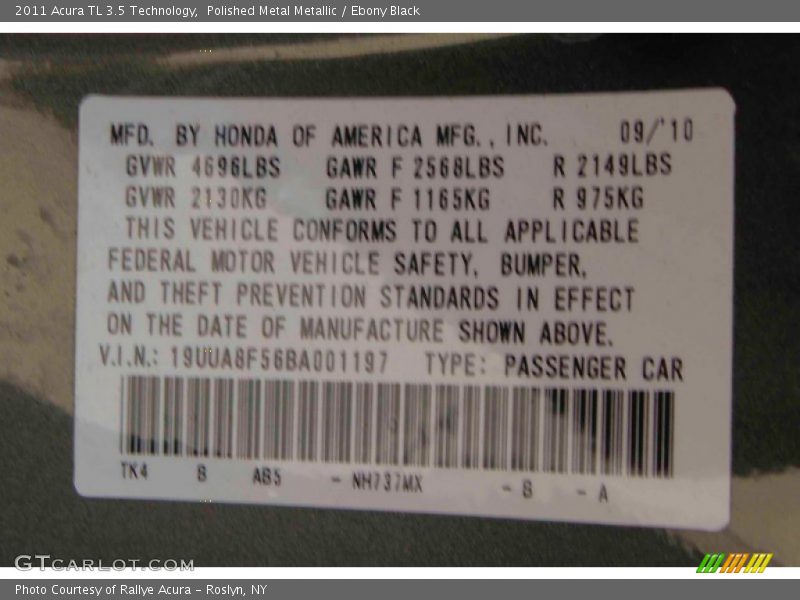 2011 Acura TL 3.5 Technology,  Polished Metal Metallic / Ebony Black
MFD. BY HONDA OF AMERICA MFG., INC. 09/'10
GVWR 4696LBS GAWR F 2568LBS R 2149LBS
GVWR 2130KG GAWR F 1165KG R 975KG
THIS VEHICLE CONFORMS TO ALL APPLICABLE
FEDERAL MOTOR VEHICLE SAFETY, BUMPER,
AND THEFT PREVENTION STANDARDS IN EFFECT
ON THE DATE OF MANUFACTURE SHOWN ABOVE.
V.I.N.: 19UUA8F56BA001197 TYPE: PASSENGER CAR
TK4 B AB5 - NH737MX - B - A
GTCARLOT.COM
Photo Courtesy of Rallye Acura - Roslyn, NY